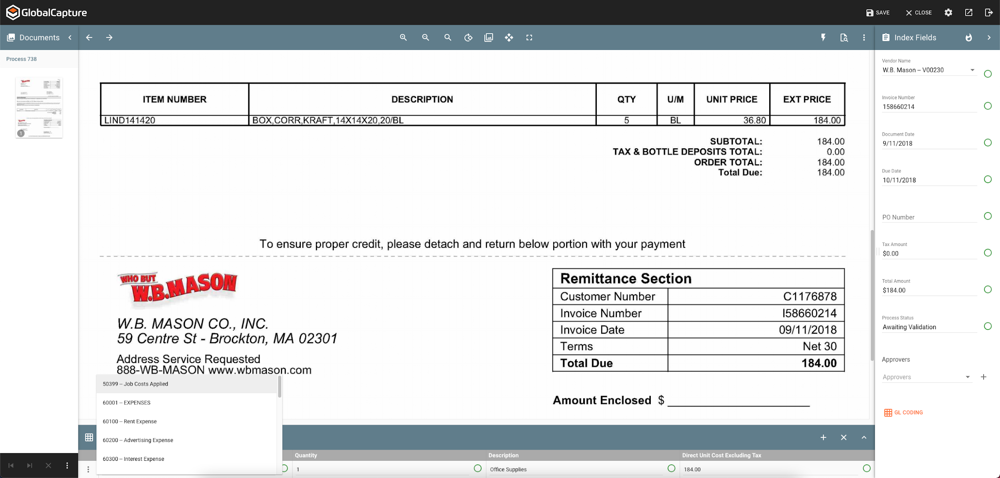 GlobalCapture
SAVE
CLOSE
Documents
Index Fields
Process 738
1
ITEM NUMBER DESCRIPTION QTY U/M UNIT PRICE EXT PRICE
LIND141420 BOX,CORR,KRAFT,14X14X20,20/BL 5 BL 36.80 184.00
SUBTOTAL: 184.00
TAX & BOTTLE DEPOSITS TOTAL: 0.00
ORDER TOTAL: 184.00
Total Due: 184.00
To ensure proper credit, please detach and return below portion with your payment
WHO BUT
W.B.MASON
W.B. MASON CO., INC.
59 Centre St - Brockton, MA 02301
Address Service Requested
888-WB-MASON www.wbmason.com
Remittance Section
Customer Number C1176878
Invoice Number I58660214
Invoice Date 09/11/2018
Terms Net 30
Total Due 184.00
Amount Enclosed $
50399 -- Job Costs Applied
60001 -- EXPENSES
60100 -- Rent Expense
60200 -- Advertising Expense
60300 -- Interest Expense
Quantity Description Direct Unit Cost Excluding Tax
1 Office Supplies 184.00
Vendor Name
W.B. Mason -- V00230
Invoice Number
158660214
Document Date
9/11/2018
Due Date
10/11/2018
PO Number
Tax Amount
$0.00
Total Amount
$184.00
Process Status
Awaiting Validation
Approvers
Approvers
GL CODING